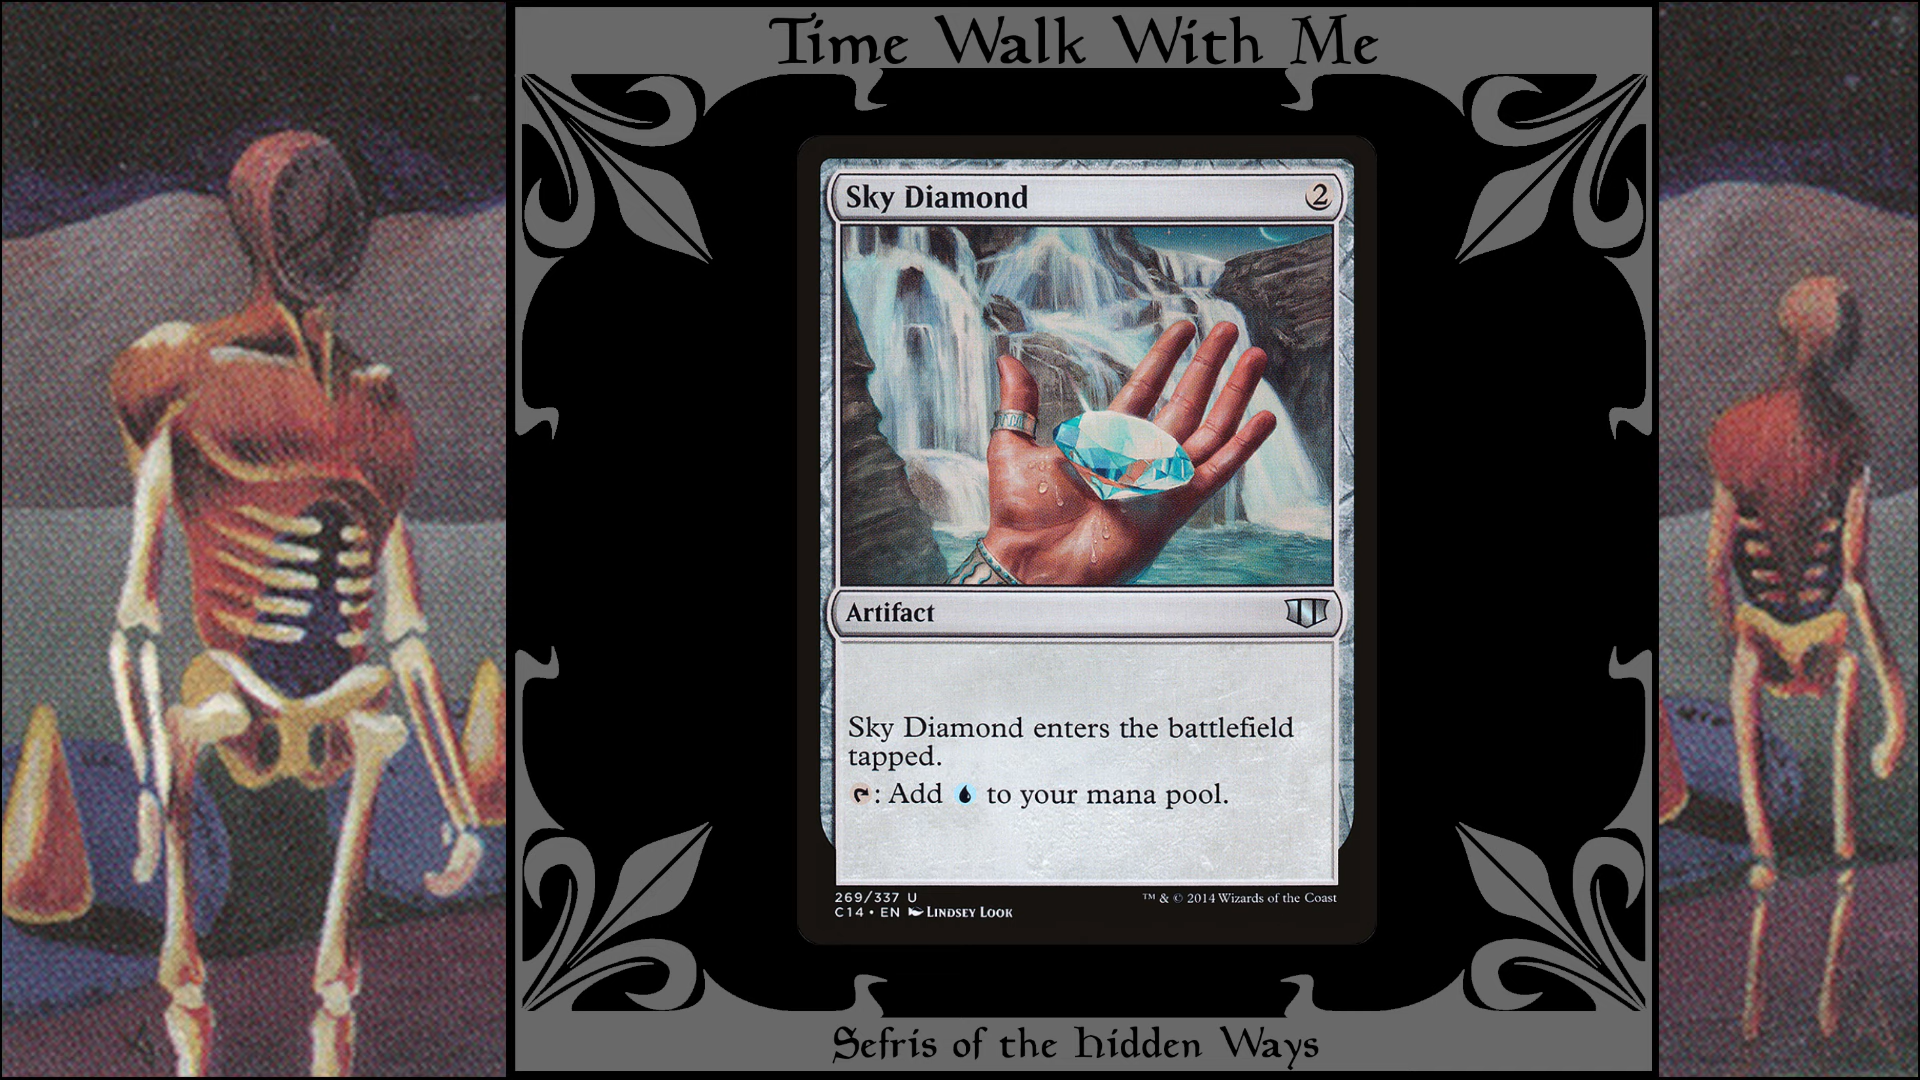 Time Walk With Me
Sky Diamond 2
Artifact
Sky Diamond enters the battlefield
tapped.
: Add to your mana pool.
269/337 U
™ & © 2014 Wizards of the Coast
C14 • EN LINDSEY LOOK
Sefris of the Hidden Ways